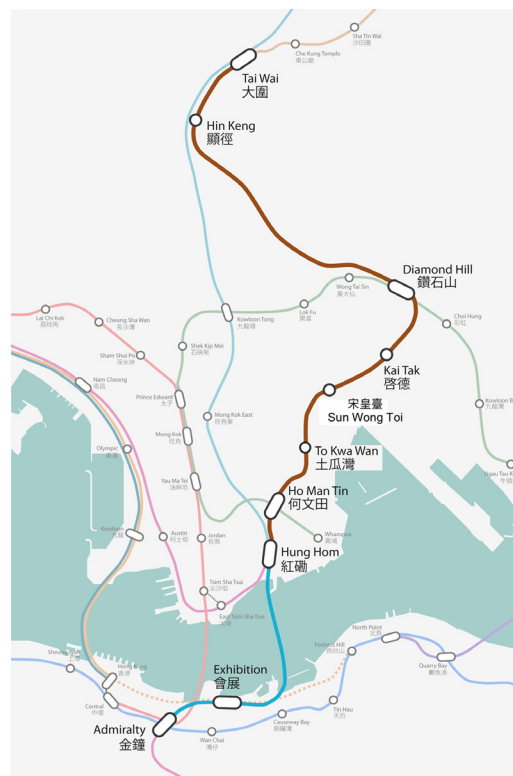 Sha Tin Wai
沙田圍
Che Kung Temple
車公廟
Tai Wai
大圍
Hin Keng
顯徑
Diamond Hill
鑽石山
Wong Tai Sin
黃大仙
Lok Fu
樂富
Kowloon Tong
九龍塘
Choi Hung
彩虹
Lai Chi Kok
荔枝角
Cheung Sha Wan
長沙灣
Shek Kip Mei
石硤尾
Sham Shui Po
深水埗
Kai Tak
啓德
Nam Cheong
南昌
Prince Edward
太子
宋皇臺
Sun Wong Toi
Kowloon B
九龍灣
Mong Kok East
旺角東
Mong Kok
旺角
Olympic
奧運
To Kwa Wan
土瓜灣
Ngau Tau K
牛頭
Yau Ma Tei
油麻地
Ho Man Tin
何文田
Kowloon
九龍
Austin
柯士甸
Jordan
佐敦
Whampoa
黃埔
Hung Hom
紅磡
Tsim Sha Tsui
尖沙咀
East Tsim Sha Tsui
尖東
North Point
北角
Fortress Hill
炮台山
Sheung Wan
上環
Hong Kong
香港
Exhibition
會展
Quarry Bay
鰂魚涌
Central
中環
Admiralty
金鐘
Tin Hau
天后
Causeway Bay
銅鑼灣
Wan Chai
灣仔